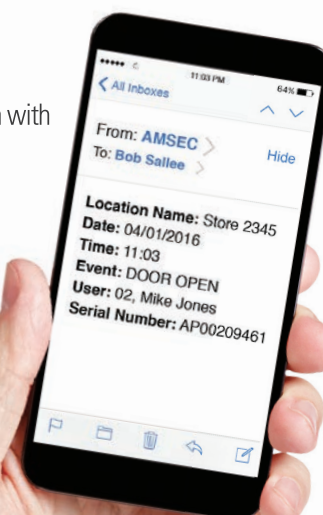 with
11:03 PM 64%
All Inboxes
From: AMSEC
Hide
To: Bob Sallee
Location Name: Store 2345
Date: 04/01/2016
Time: 11:03
Event: DOOR OPEN
User: 02, Mike Jones
Serial Number: AP00209461